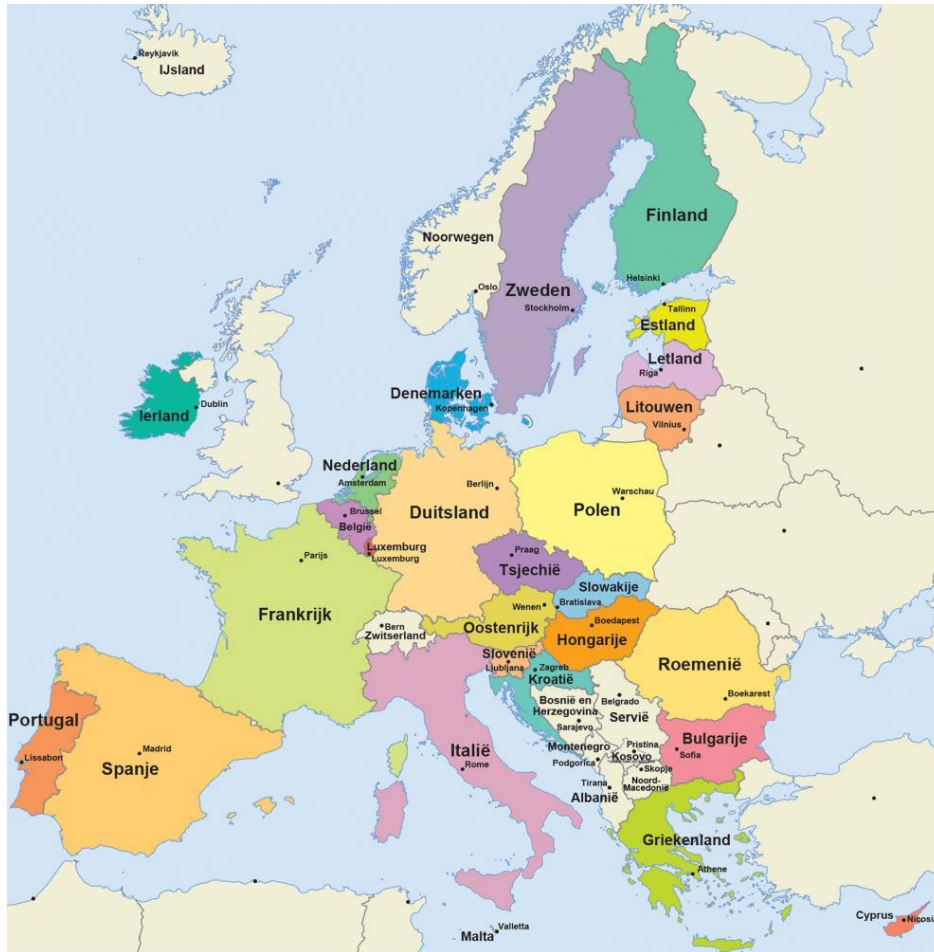 Reykjavik
IJsland
Noorwegen
Oslo
Zweden
Stockholm
Finland
Helsinki
Tallinn
Estland
Letland
Riga
Litouwen
Vilnius
Denemarken
Kopenhagen
Ierland
Dublin
Nederland
Amsterdam
Brussel
België
Luxemburg
Luxemburg
Berlijn
Duitsland
Warschau
Polen
Praag
Tsjechië
Slowakije
Bratislava
Wenen
Oostenrijk
Boedapest
Hongarije
Parijs
Frankrijk
Bern
Zwitserland
Slovenië
Ljubljana
Zagreb
Kroatië
Roemenië
Boekarest
Bosnië en
Herzegovina
Sarajevo
Belgrado
Servië
Montenegro
Podgorica
Pristina
Kosovo
Skopje
Noord-
Macedonië
Tirana
Albanië
Bulgarije
Sofia
Portugal
Lissabon
Madrid
Spanje
Italië
Rome
Griekenland
Athene
Malta
Valletta
Cyprus
Nicosia